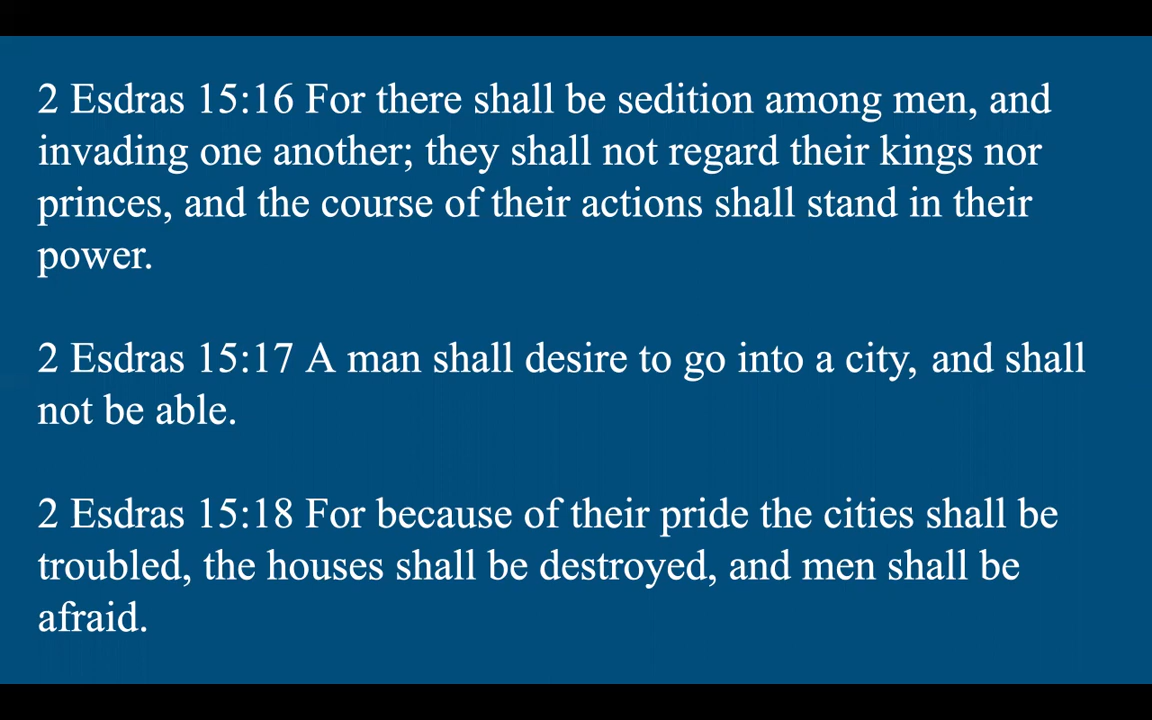 2 Esdras 15:16 For there shall be sedition among men, and
invading one another; they shall not regard their kings nor
princes, and the course of their actions shall stand in their
power.
2 Esdras 15:17 A man shall desire to go into a city, and shall
not be able.
2 Esdras 15:18 For because of their pride the cities shall be
troubled, the houses shall be destroyed, and men shall be
afraid.